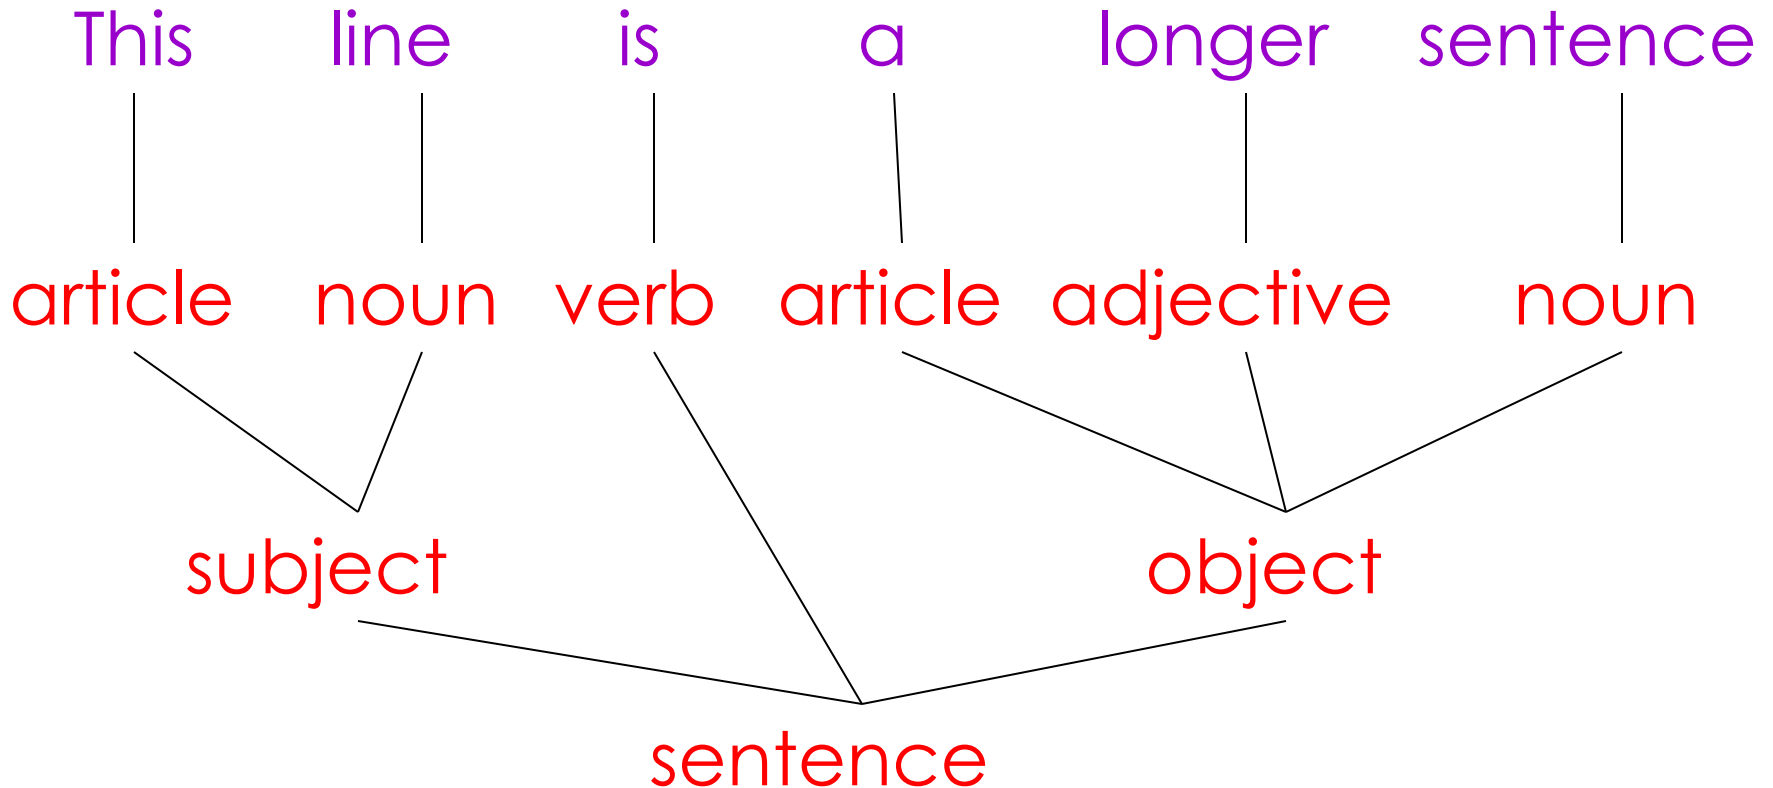 This line is a longer sentence
article noun verb article adjective noun
subject object
sentence